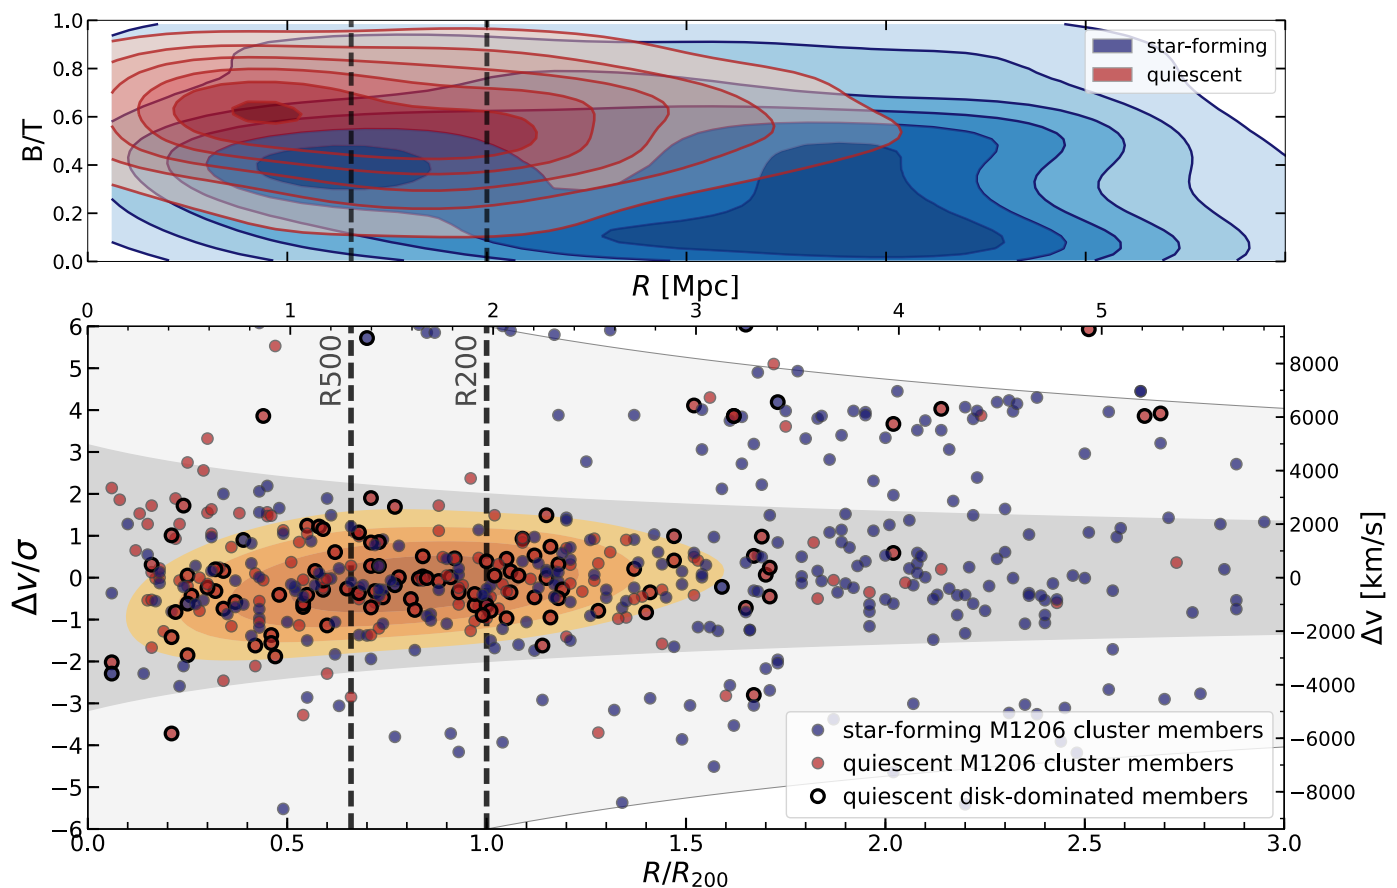 1.0
0.8
0.6
0.4
0.2
0.0
B/T
star-forming
quiescent
R [Mpc]
0 1 2 3 4 5
6
5
4
3
2
1
0
−1
−2
−3
−4
−5
−6
Δv/σ
R500
R200
8000
6000
4000
2000
0
−2000
−4000
−6000
−8000
Δv [km/s]
star-forming M1206 cluster members
quiescent M1206 cluster members
quiescent disk-dominated members
0.0 0.5 1.0 1.5 2.0 2.5 3.0
R/R200